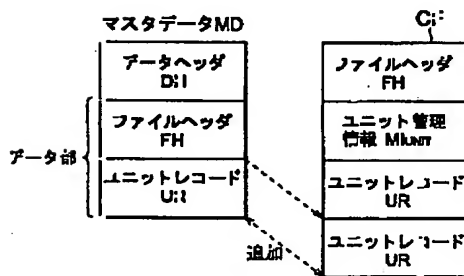 マスタデータMD
データヘッダ
DH
ファイルヘッダ
FH
ユニットレコード
UR
データ部
追加
ファイルヘッダ
FH
ユニット管理
情報 MIUNIT
ユニットレコード
UR
ユニットレコード
UR